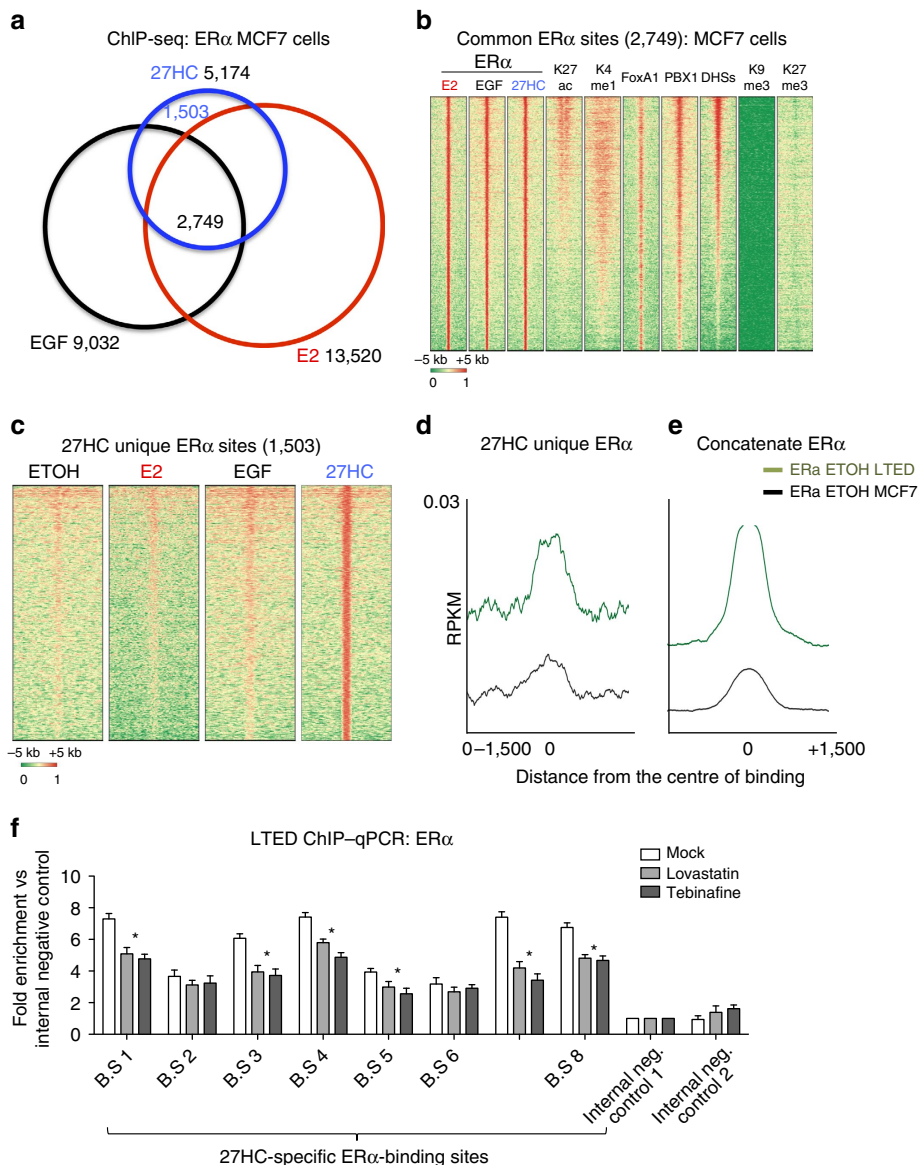 a
ChIP-seq: ERα MCF7 cells
27HC 5,174
1,503
2,749
EGF 9,032
E2 13,520
b
Common ERα sites (2,749): MCF7 cells
ERα
E2 EGF 27HC
K27 ac
K4 me1
FoxA1 PBX1 DHSs
K9 me3
K27 me3
–5 kb +5 kb
0 1
c
27HC unique ERα sites (1,503)
ETOH E2 EGF 27HC
–5 kb +5 kb
0 1
d
27HC unique ERα
0.03
RPKM
0–1,500 0
e
Concatenate ERα
ERa ETOH LTED
ERa ETOH MCF7
0 +1,500
Distance from the centre of binding
f
LTED ChIP–qPCR: ERα
Mock
Lovastatin
Tebinafine
Fold enrichment vs
internal negative control
10
8
6
4
2
0
* * * * * *
B.S 1
B.S 2
B.S 3
B.S 4
B.S 5
B.S 6
B.S 8
Internal neg.
control 1
Internal neg.
control 2
27HC-specific ERα-binding sites